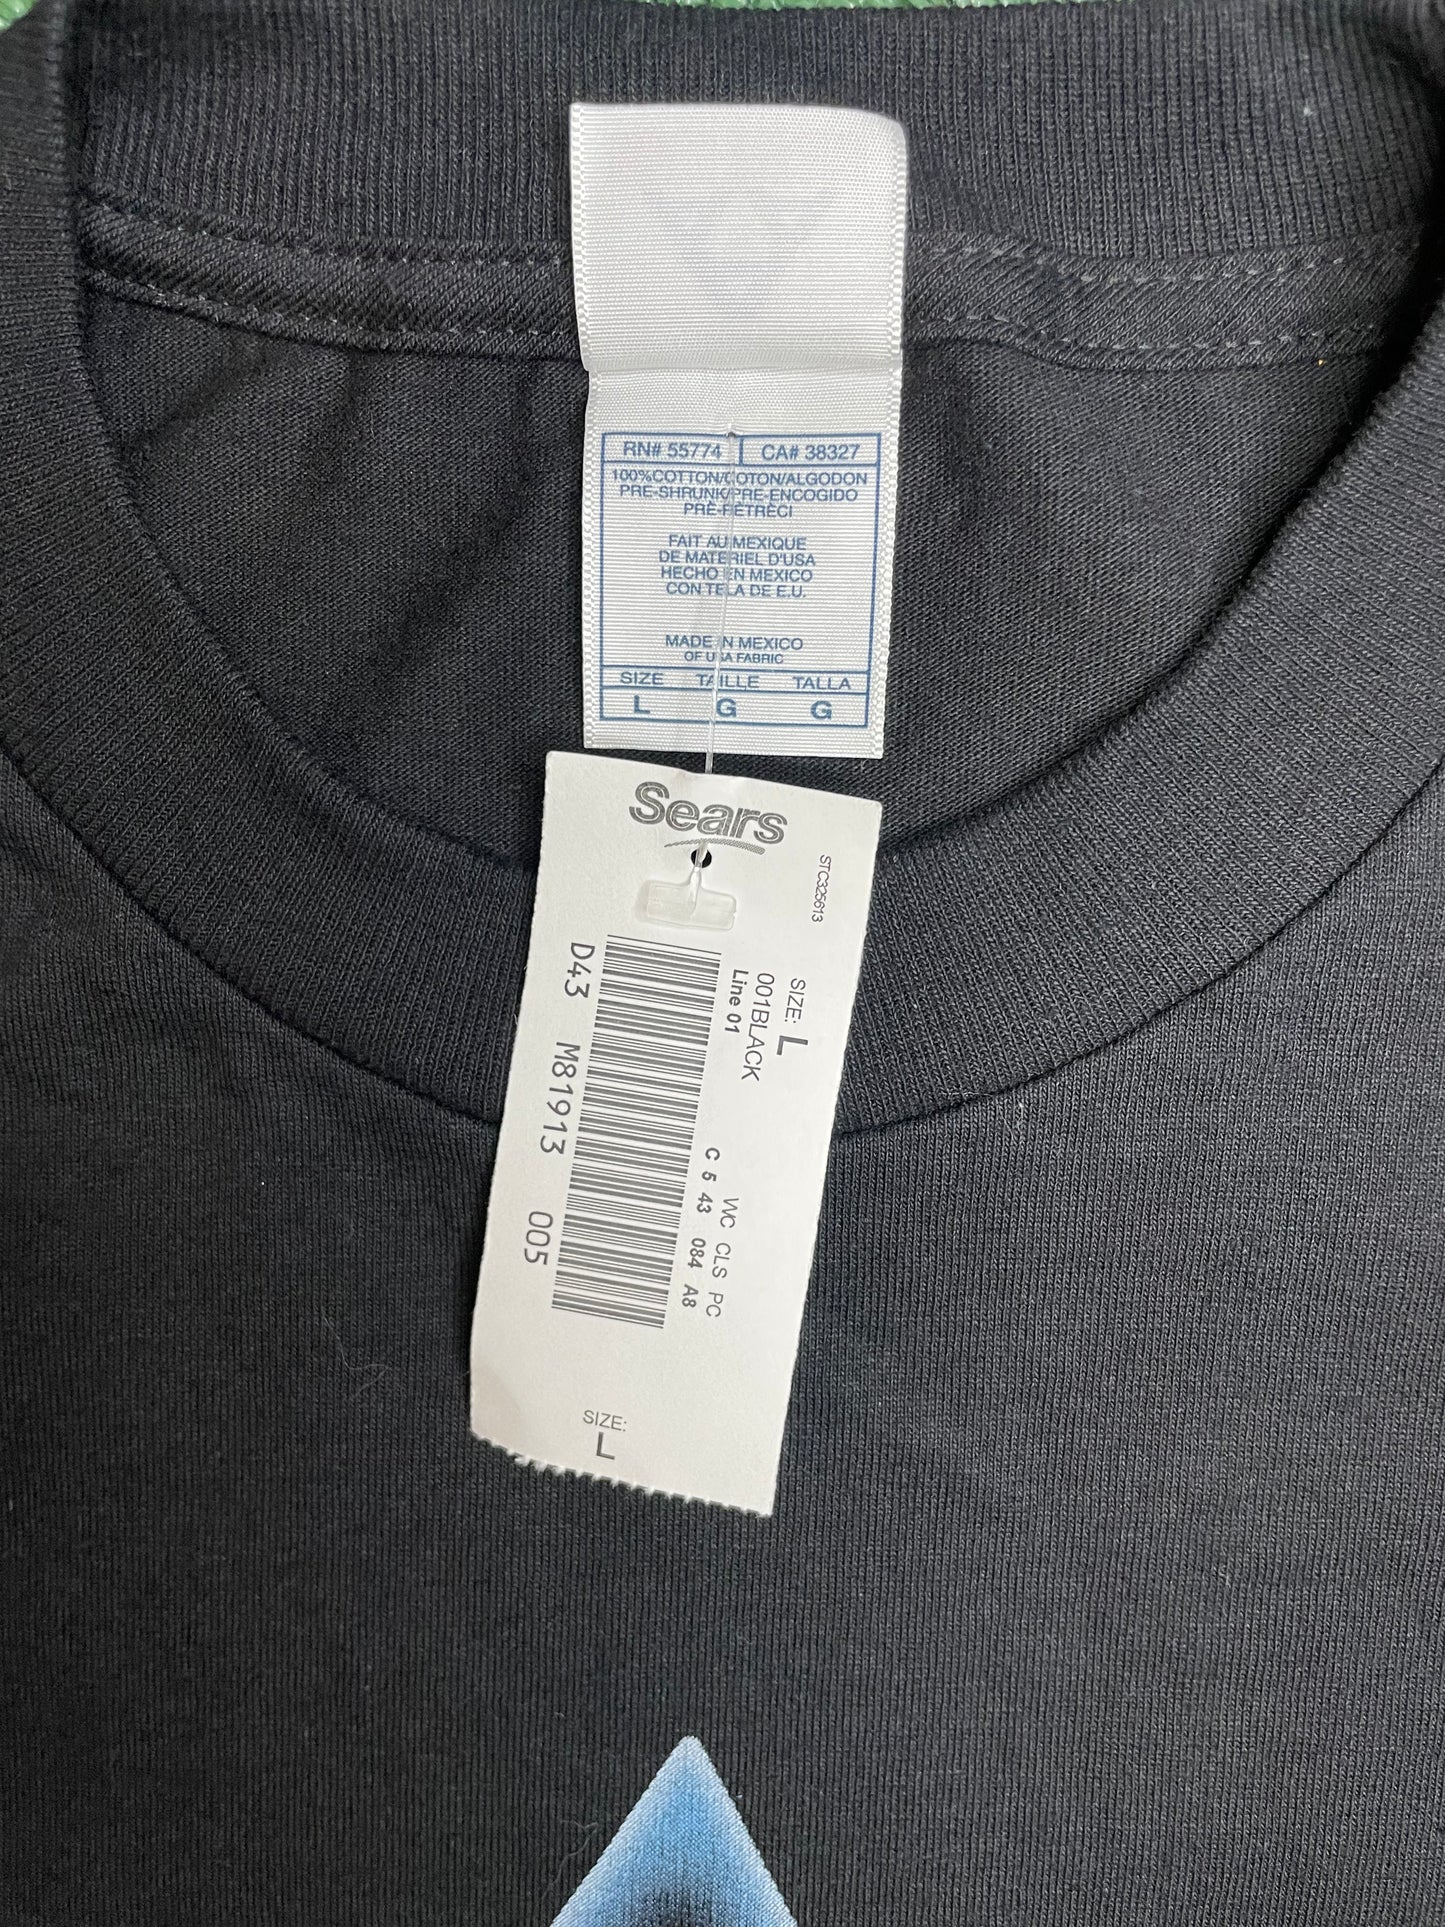 RN# 55774 CA# 38327
100%COTTON/COTON/ALGODON
PRE-SHRUNK/PRE-ENCOGIDO
PRÉ-RÉTRÉCI
FAIT AU MEXIQUE
DE MATERIEL D'USA
HECHO EN MEXICO
CON TELA DE E.U.
MADE IN MEXICO
OF USA FABRIC
SIZE TAILLE TALLA
L G G
Sears
STC325613
SIZE: L
001BLACK
Line 01
WC CLS PC
C 5 43 084 A8
D43 M81913 005
SIZE:
L